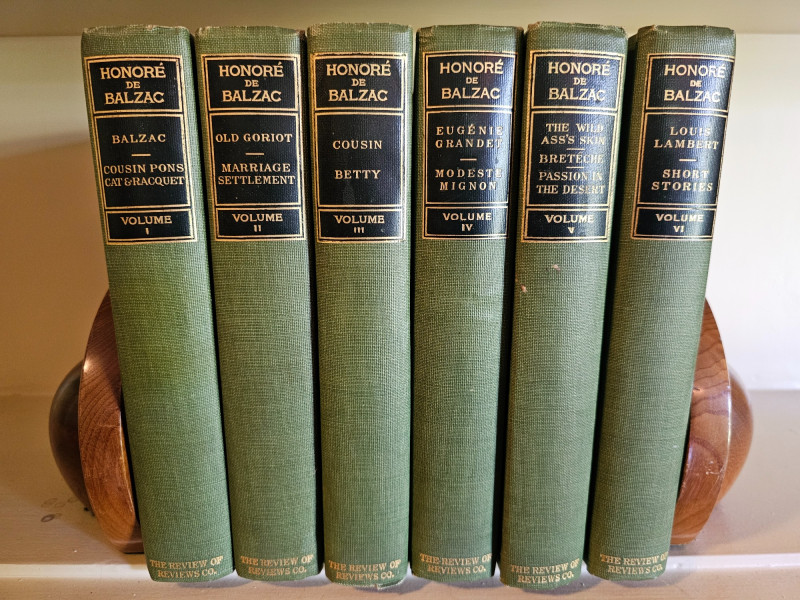 HONORÉ
DE
BALZAC
BALZAC
COUSIN PONS
CAT & RACQUET
VOLUME
I
THE REVIEW OF
REVIEWS CO.
HONORÉ
DE
BALZAC
OLD GORIOT
MARRIAGE
SETTLEMENT
VOLUME
II
THE REVIEW OF
REVIEWS CO.
HONORÉ
DE
BALZAC
COUSIN
BETTY
VOLUME
III
THE REVIEW OF
REVIEWS CO.
HONORÉ
DE
BALZAC
EUGÉNIE
GRANDET
MODESTE
MIGNON
VOLUME
IV
THE REVIEW OF
REVIEWS CO.
HONORÉ
DE
BALZAC
THE WILD
ASS'S SKIN
BRETECHE
PASSION IN
THE DESERT
VOLUME
V
THE REVIEW OF
REVIEWS CO.
HONORÉ
DE
BALZAC
LOUIS
LAMBERT
SHORT
STORIES
VOLUME
VI
THE REVIEW OF
REVIEWS CO.